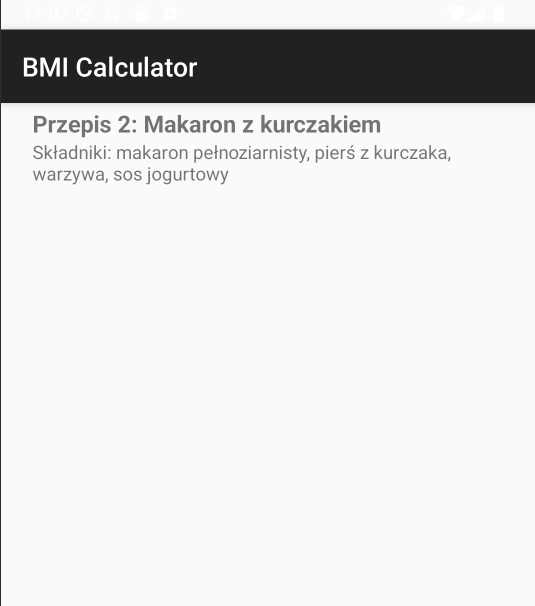 11:07
BMI Calculator
Przepis 2: Makaron z kurczakiem
Składniki: makaron pełnoziarnisty, pierś z kurczaka,
warzywa, sos jogurtowy